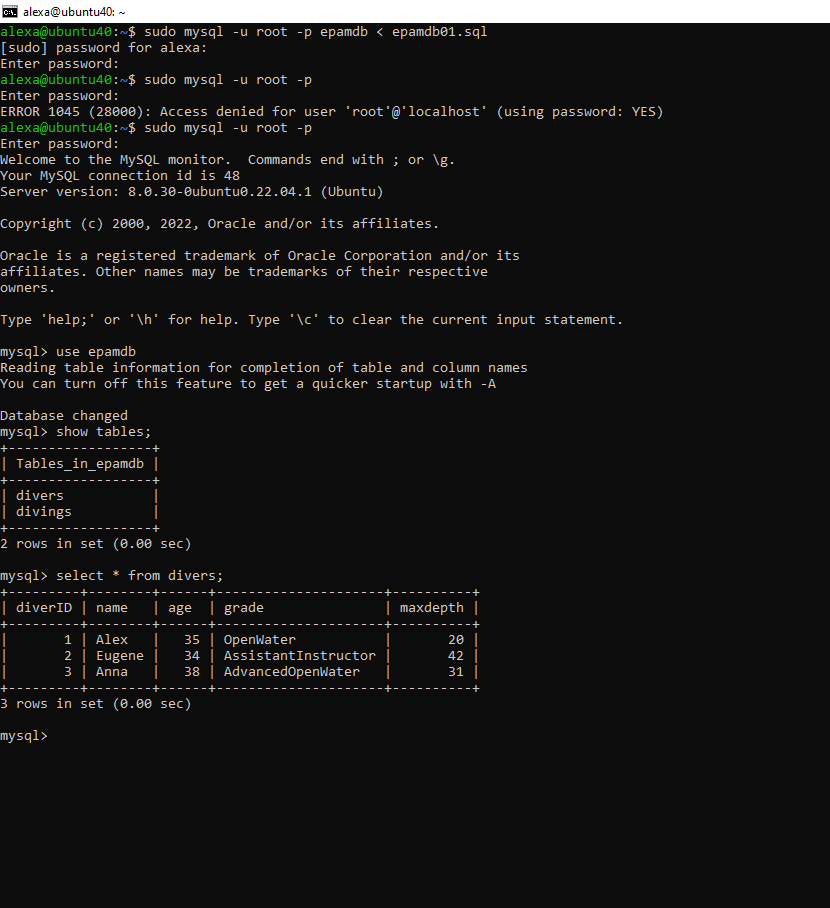 alexa@ubuntu40: ~
alexa@ubuntu40:~$ sudo mysql -u root -p epamdb < epamdb01.sql
[sudo] password for alexa:
Enter password:
alexa@ubuntu40:~$ sudo mysql -u root -p
Enter password:
ERROR 1045 (28000): Access denied for user 'root'@'localhost' (using password: YES)
alexa@ubuntu40:~$ sudo mysql -u root -p
Enter password:
Welcome to the MySQL monitor.  Commands end with ; or \g.
Your MySQL connection id is 48
Server version: 8.0.30-0ubuntu0.22.04.1 (Ubuntu)

Copyright (c) 2000, 2022, Oracle and/or its affiliates.

Oracle is a registered trademark of Oracle Corporation and/or its
affiliates. Other names may be trademarks of their respective
owners.

Type 'help;' or '\h' for help. Type '\c' to clear the current input statement.

mysql> use epamdb
Reading table information for completion of table and column names
You can turn off this feature to get a quicker startup with -A

Database changed
mysql> show tables;
+------------------+
| Tables_in_epamdb |
+------------------+
| divers           |
| divings          |
+------------------+
2 rows in set (0.00 sec)

mysql> select * from divers;
+---------+--------+------+---------------------+----------+
| diverID | name   | age  | grade               | maxdepth |
+---------+--------+------+---------------------+----------+
|       1 | Alex   |   35 | OpenWater           |       20 |
|       2 | Eugene |   34 | AssistantInstructor |       42 |
|       3 | Anna   |   38 | AdvancedOpenWater   |       31 |
+---------+--------+------+---------------------+----------+
3 rows in set (0.00 sec)

mysql>